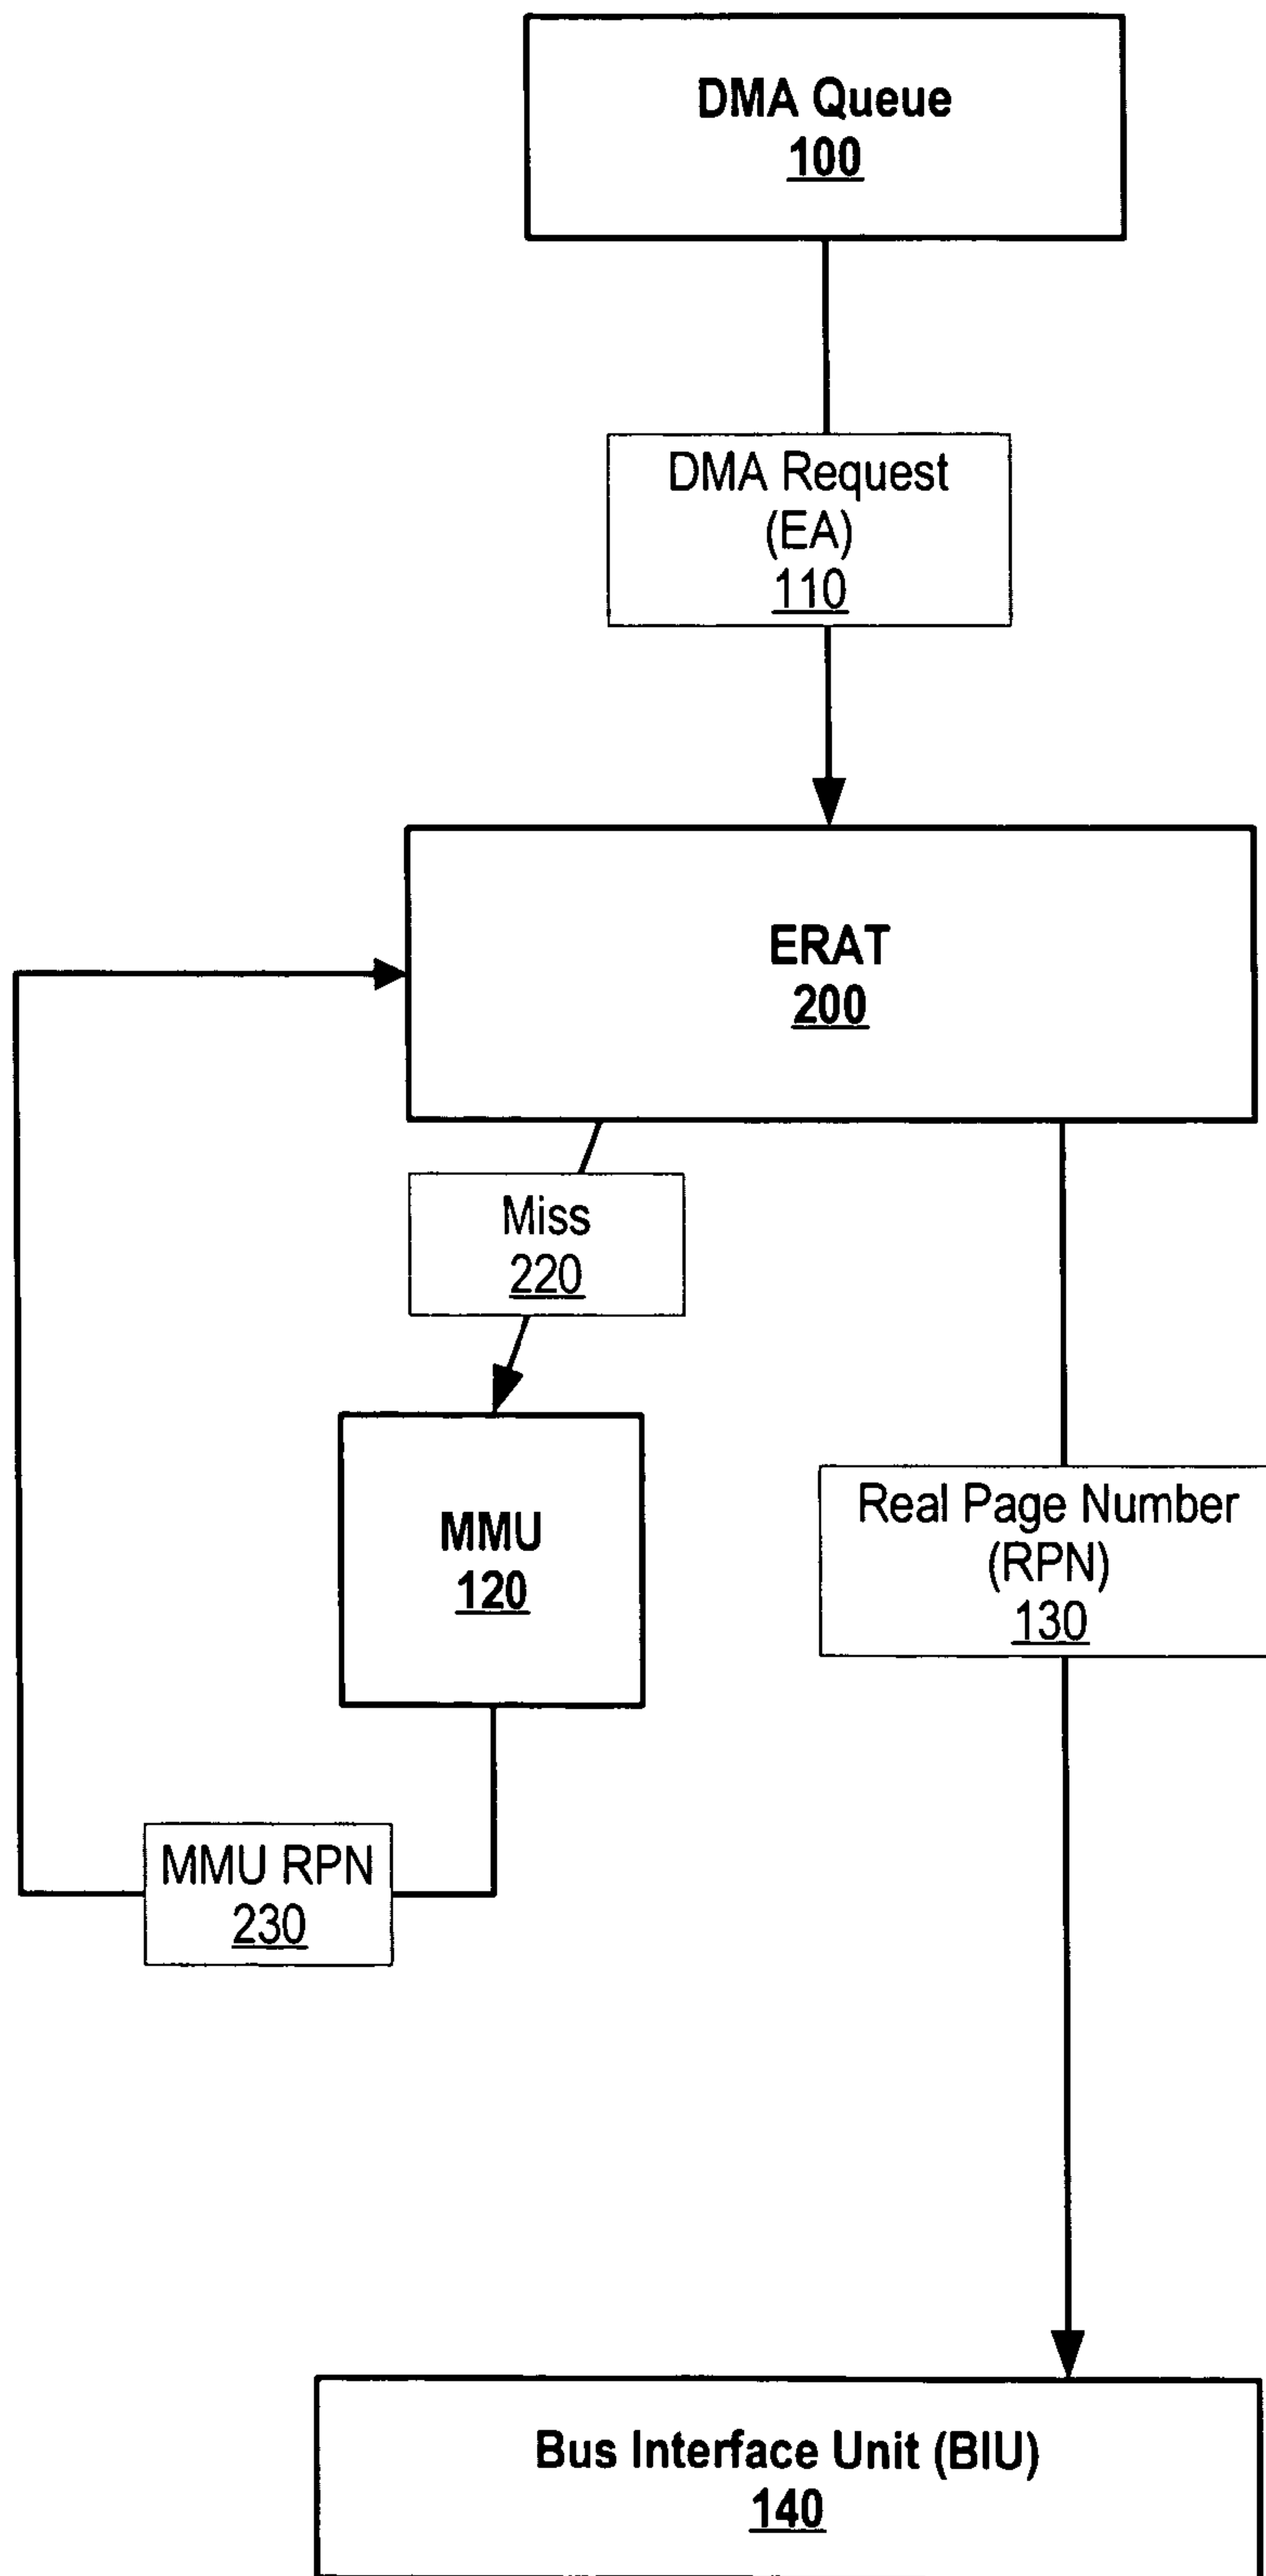 DMA Queue
100
DMA Request
(EA)
110
ERAT
200
Miss
220
MMU
120
Real Page Number
(RPN)
130
MMU RPN
230
Bus Interface Unit (BIU)
140